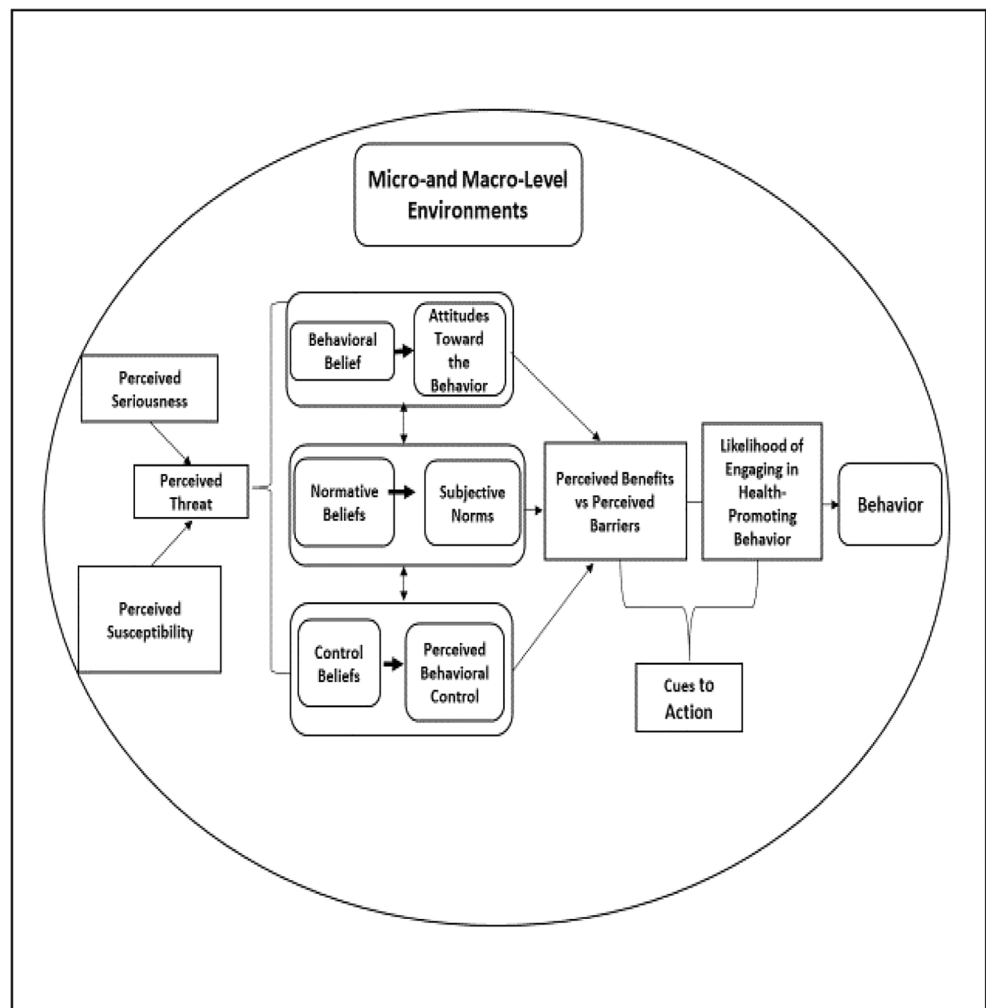 Micro-and Macro-Level
Environments
Perceived
Seriousness
Perceived
Threat
Perceived
Susceptibility
Behavioral
Belief
Attitudes
Toward
the
Behavior
Normative
Beliefs
Subjective
Norms
Control
Beliefs
Perceived
Behavioral
Control
Perceived Benefits
vs Perceived
Barriers
Likelihood of
Engaging in
Health-
Promoting
Behavior
Behavior
Cues to
Action